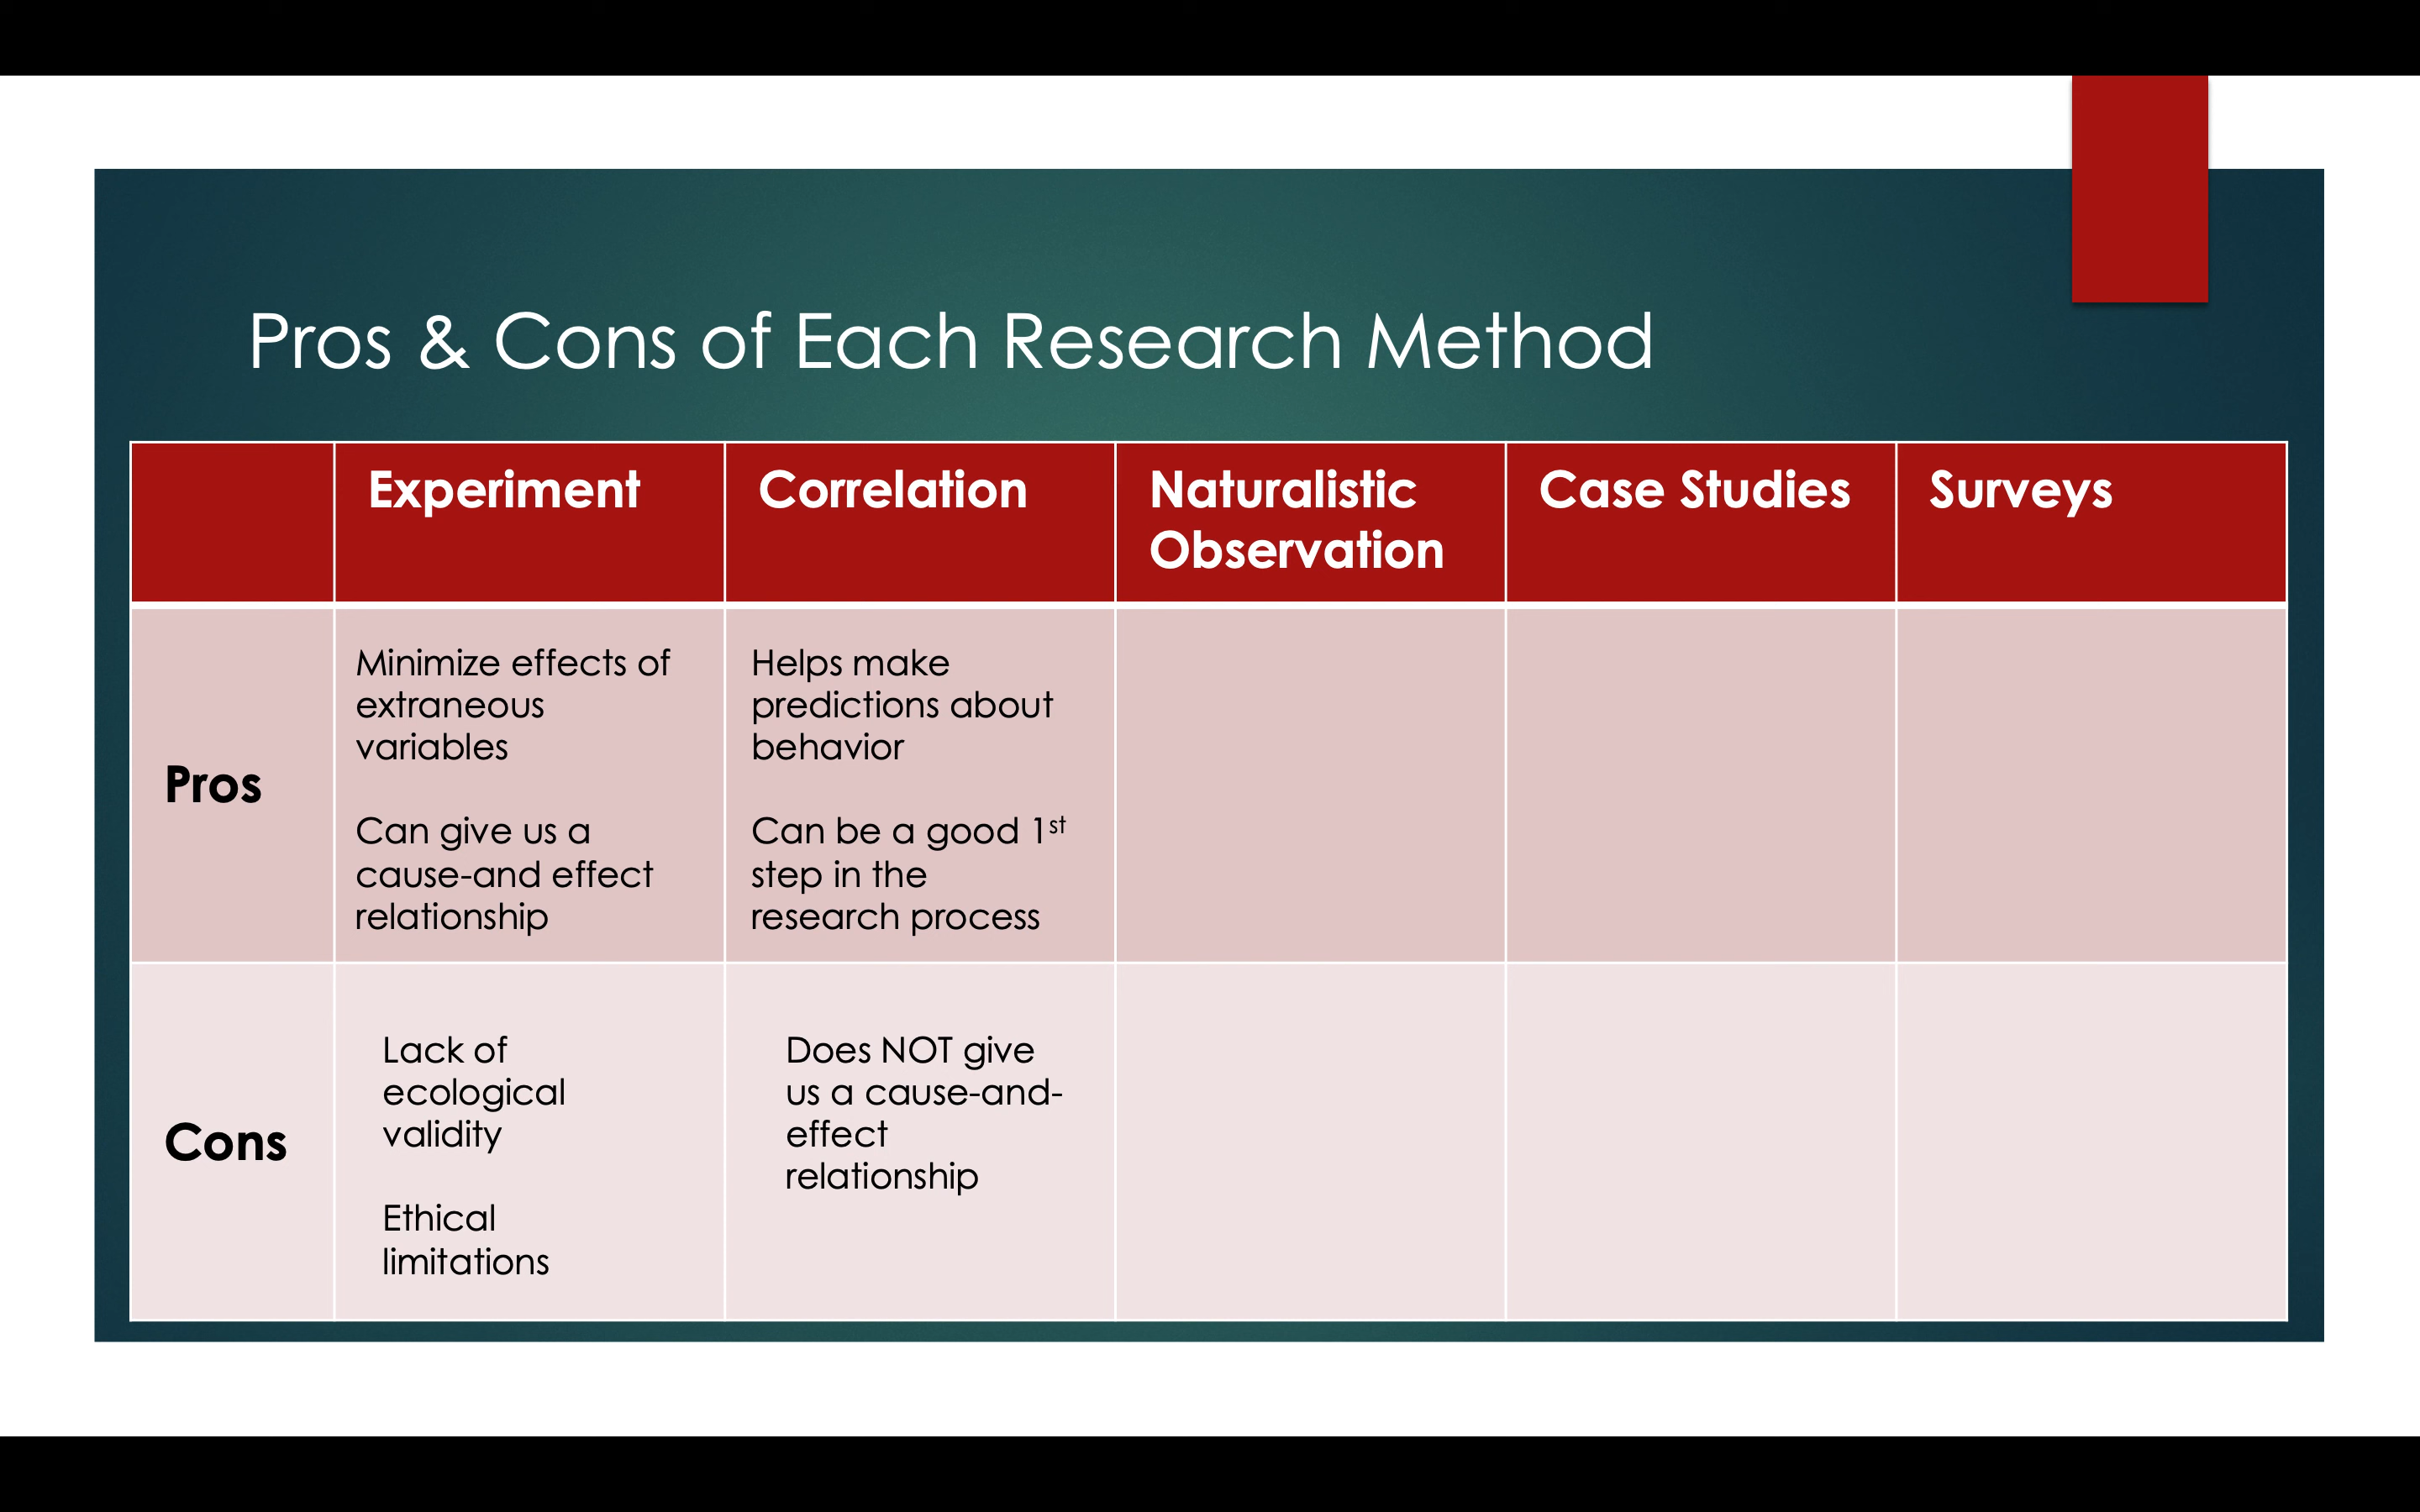 Pros & Cons of Each Research Method
Experiment
Correlation
Naturalistic
Observation
Case Studies
Surveys
Pros
Minimize effects of
extraneous
variables
Can give us a
cause-and effect
relationship
Helps make
predictions about
behavior
Can be a good 1st
step in the
research process
Cons
Lack of
ecological
validity
Ethical
limitations
Does NOT give
us a cause-and-
effect
relationship